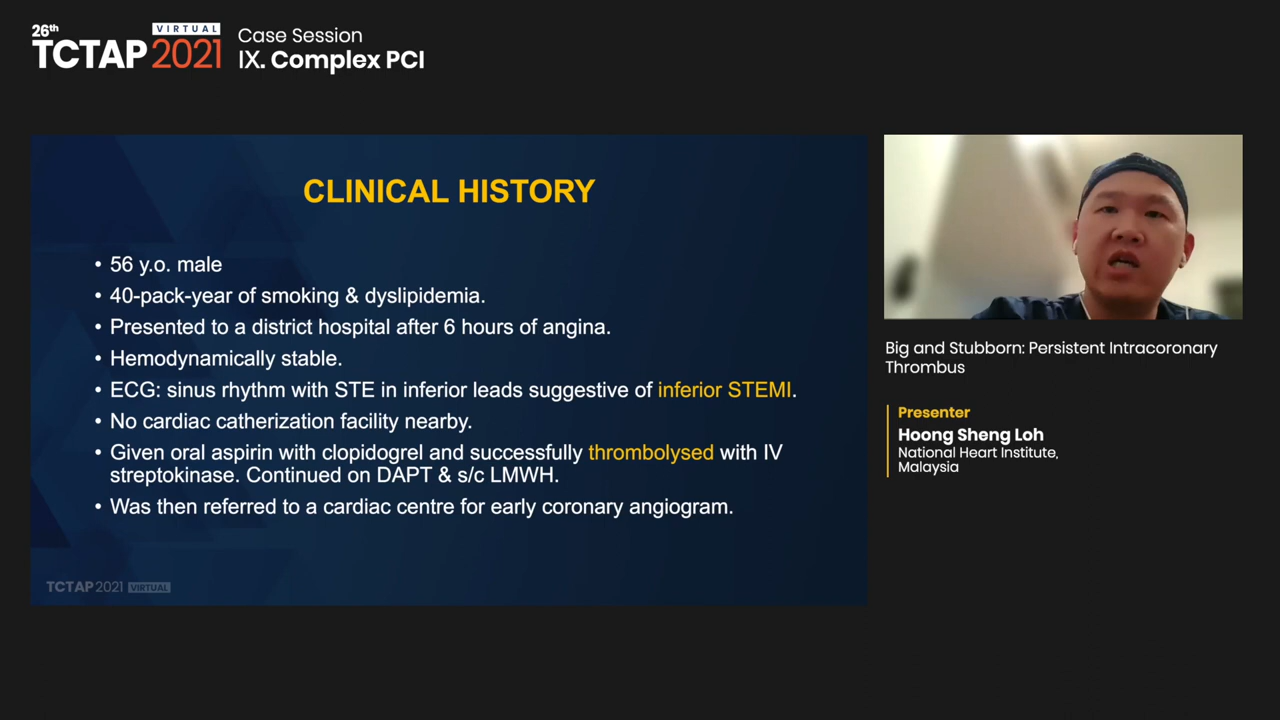 26th
VIRTUAL
TCTAP 2021
Case Session
IX. Complex PCI
CLINICAL HISTORY
• 56 y.o. male
• 40-pack-year of smoking & dyslipidemia.
• Presented to a district hospital after 6 hours of angina.
• Hemodynamically stable.
• ECG: sinus rhythm with STE in inferior leads suggestive of inferior STEMI.
• No cardiac catherization facility nearby.
• Given oral aspirin with clopidogrel and successfully thrombolysed with IV
streptokinase. Continued on DAPT & s/c LMWH.
• Was then referred to a cardiac centre for early coronary angiogram.
TCTAP 2021 VIRTUAL
Big and Stubborn: Persistent Intracoronary
Thrombus
Presenter
Hoong Sheng Loh
National Heart Institute,
Malaysia